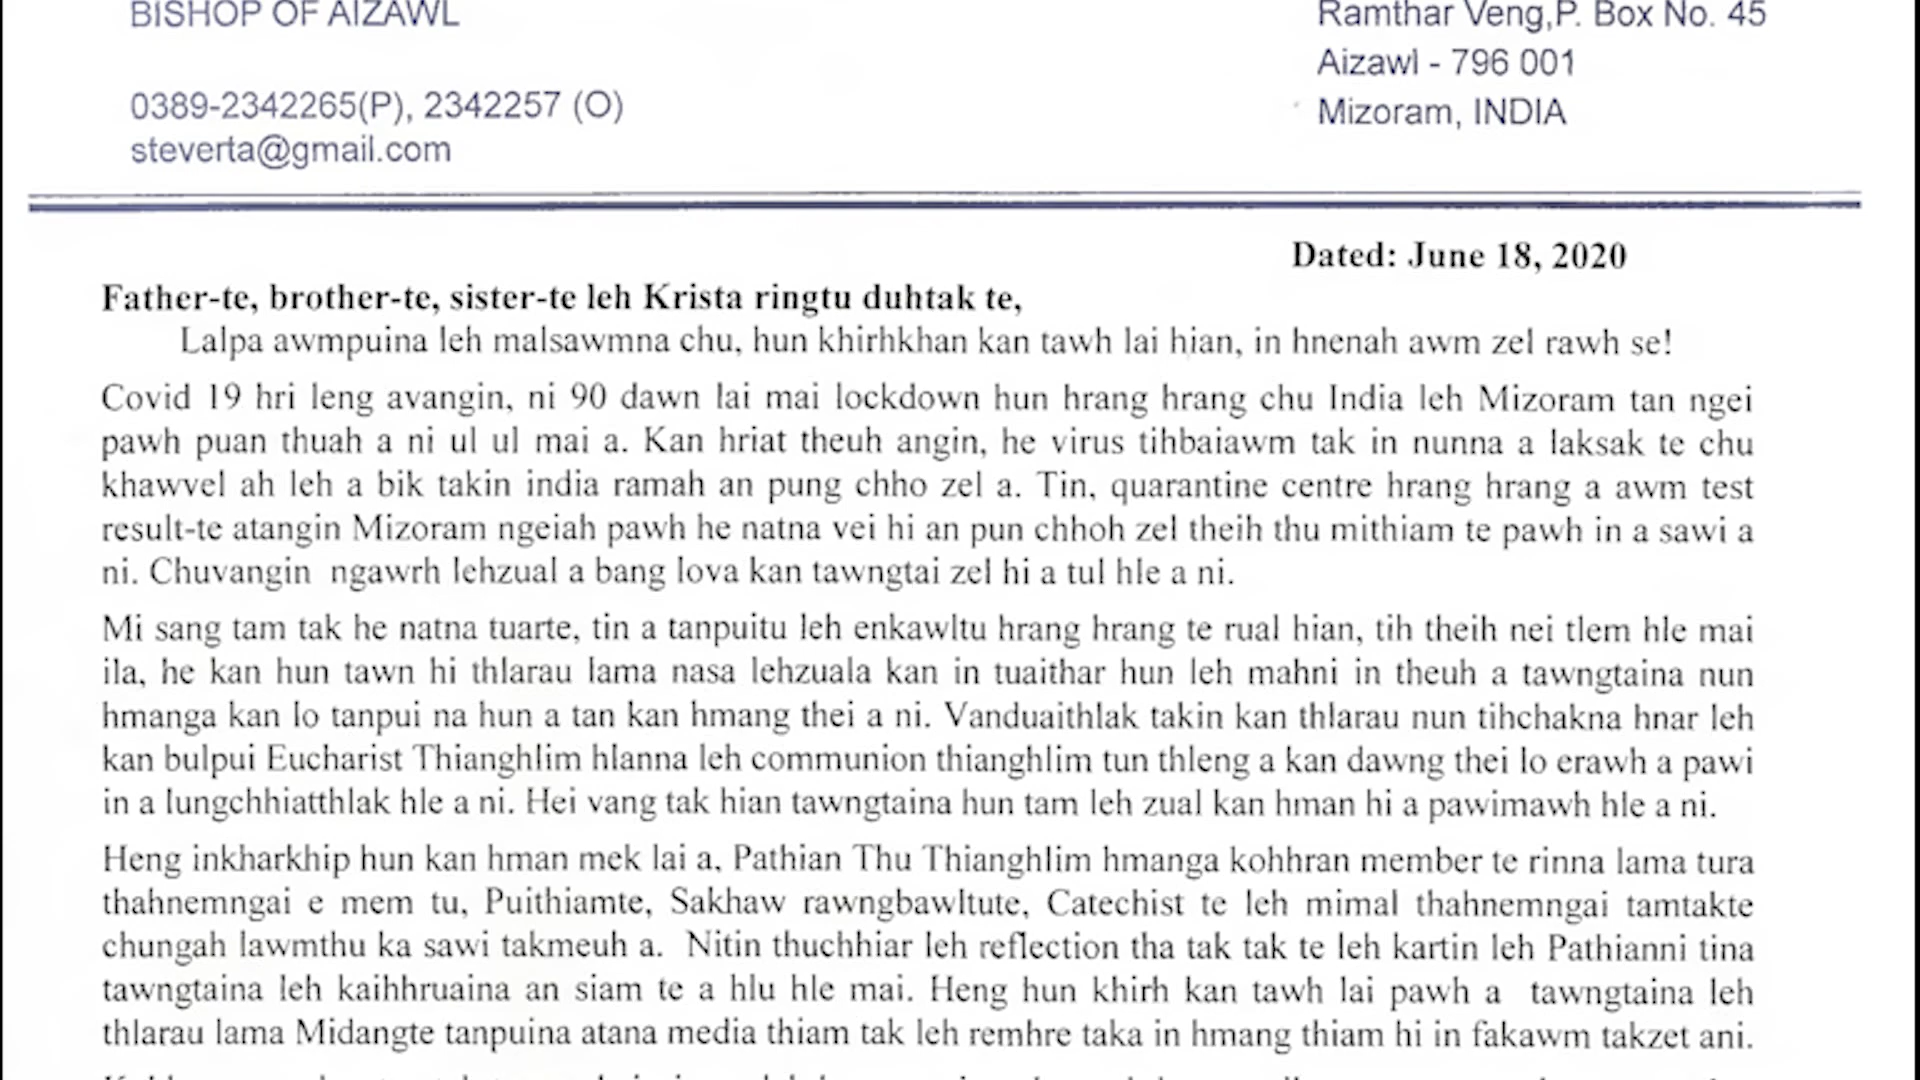 BISHOP OF AIZAWL
0389-2342265(P), 2342257 (O)
steverta@gmail.com
Ramthar Veng,P. Box No. 45
Aizawl - 796 001
Mizoram, INDIA
Dated: June 18, 2020
Father-te, brother-te, sister-te leh Krista ringtu duhtak te,
Lalpa awmpuina leh malsawmna chu, hun khirhkhan kan tawh lai hian, in hnenah awm zel rawh se!
Covid 19 hri leng avangin, ni 90 dawn lai mai lockdown hun hrang hrang chu India leh Mizoram tan ngei
pawh puan thuah a ni ul ul mai a. Kan hriat theuh angin, he virus tihbaiawm tak in nunna a laksak te chu
khawvel ah leh a bik takin india ramah an pung chho zel a. Tin, quarantine centre hrang hrang a awm test
result-te atangin Mizoram ngeiah pawh he natna vei hi an pun chhoh zel theih thu mithiam te pawh in a sawi a
ni. Chuvangin ngawrh lehzual a bang lova kan tawngtai zel hi a tul hle a ni.
Mi sang tam tak he natna tuarte, tin a tanpuitu leh enkawltu hrang hrang te rual hian, tih theih nei tlem hle mai
ila, he kan hun tawn hi thlarau lama nasa lehzuala kan in tuaithar hun leh mahni in theuh a tawngtaina nun
hmanga kan lo tanpui na hun a tan kan hmang thei a ni. Vanduaithlak takin kan thlarau nun tihchakna hnar leh
kan bulpui Eucharist Thianghlim hlanna leh communion thianghlim tun thleng a kan dawng thei lo erawh a pawi
in a lungchhiatthlak hle a ni. Hei vang tak hian tawngtaina hun tam leh zual kan hman hi a pawimawh hle a ni.
Heng inkharkhip hun kan hman mek lai a, Pathian Thu Thianghlim hmanga kohhran member te rinna lama tura
thahnemngai e mem tu, Puithiamte, Sakhaw rawngbawltute, Catechist te leh mimal thahnemngai tamtakte
chungah lawmthu ka sawi takmeuh a. Nitin thuchhiar leh reflection tha tak tak te leh kartin leh Pathianni tina
tawngtaina leh kaihhruaina an siam te a hlu hle mai. Heng hun khirh kan tawh lai pawh a tawngtaina leh
thlarau lama Midangte tanpuina atana media thiam tak leh remhre taka in hmang thiam hi in fakawm takzet ani.